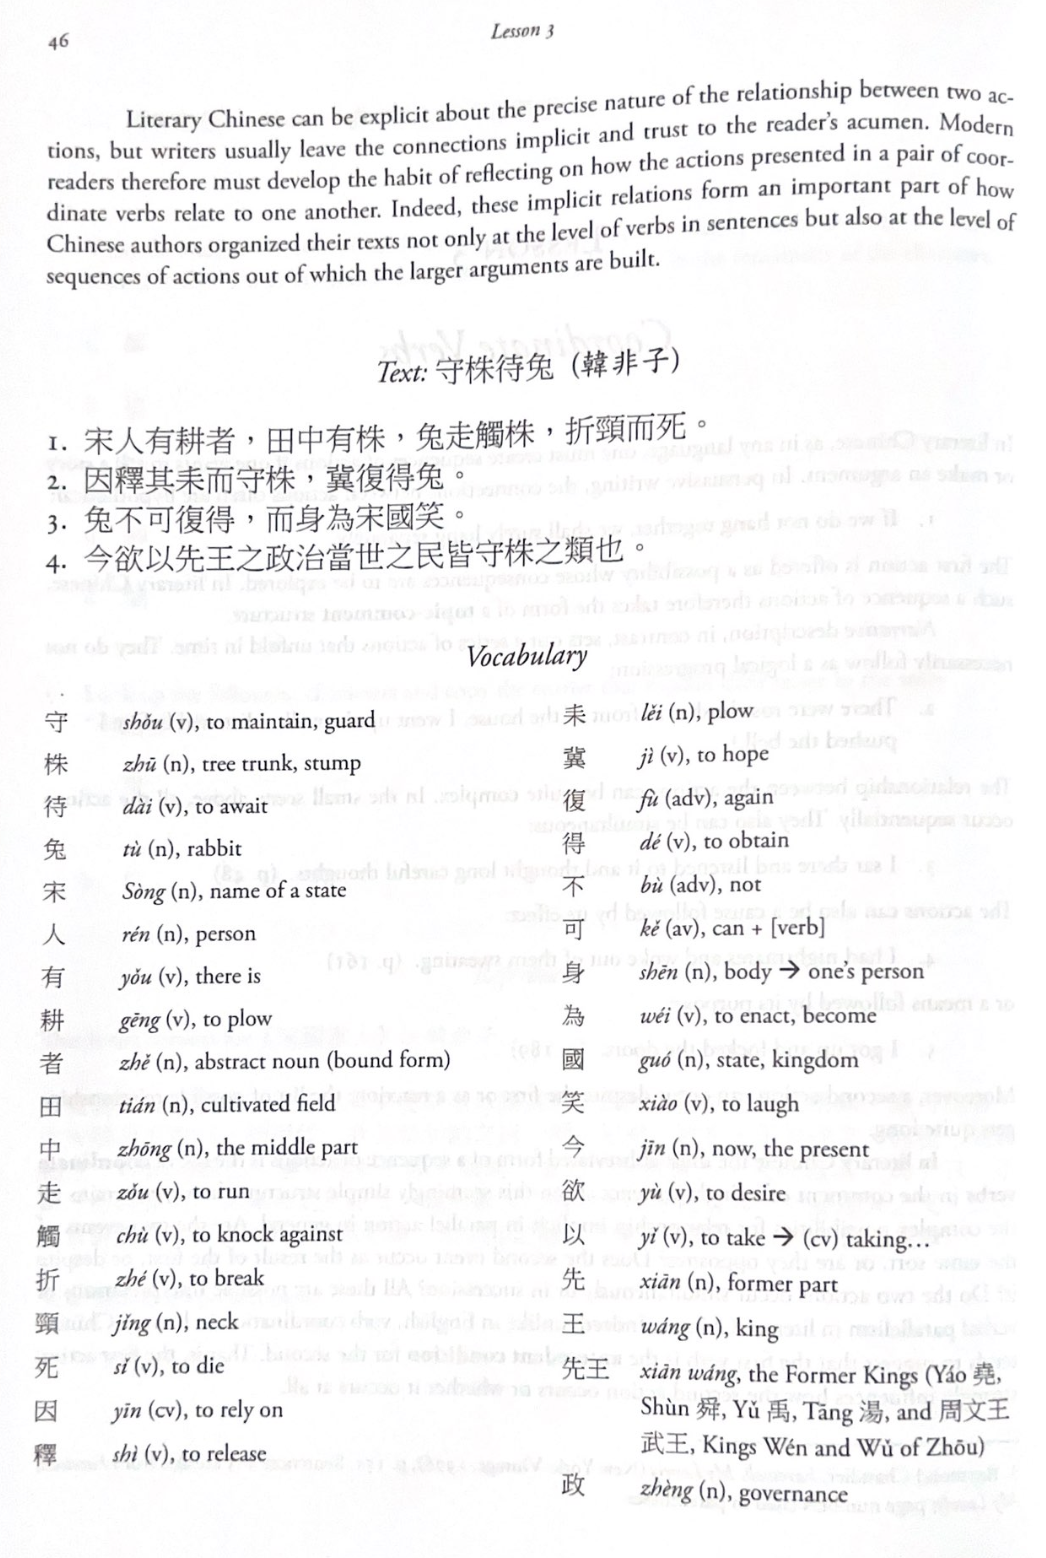 46
Lesson 3
Literary Chinese can be explicit about the precise nature of the relationship between two ac-
tions, but writers usually leave the connections implicit and trust to the reader's acumen. Modern
readers therefore must develop the habit of reflecting on how the actions presented in a pair of coor-
dinate verbs relate to one another. Indeed, these implicit relations form an important part of how
Chinese authors organized their texts not only at the level of verbs in sentences but also at the level of
sequences of actions out of which the larger arguments are built.
Text: 守株待兔（韓非子）
1. 宋人有耕者，田中有株，兔走觸株，折頸而死。
2. 因釋其耒而守株，冀復得兔。
3. 兔不可復得，而身為宋國笑。
4. 今欲以先王之政治當世之民皆守株之類也。
Vocabulary
守 shǒu (v), to maintain, guard
株 zhū (n), tree trunk, stump
待 dài (v), to await
兔 tù (n), rabbit
宋 Sòng (n), name of a state
人 rén (n), person
有 yǒu (v), there is
耕 gēng (v), to plow
者 zhě (n), abstract noun (bound form)
田 tián (n), cultivated field
中 zhōng (n), the middle part
走 zǒu (v), to run
觸 chù (v), to knock against
折 zhé (v), to break
頸 jǐng (n), neck
死 sǐ (v), to die
因 yīn (cv), to rely on
釋 shì (v), to release
耒 lěi (n), plow
冀 jì (v), to hope
復 fù (adv), again
得 dé (v), to obtain
不 bù (adv), not
可 kě (av), can + [verb]
身 shēn (n), body → one's person
為 wéi (v), to enact, become
國 guó (n), state, kingdom
笑 xiào (v), to laugh
今 jīn (n), now, the present
欲 yù (v), to desire
以 yǐ (v), to take → (cv) taking...
先 xiān (n), former part
王 wáng (n), king
先王 xiān wáng, the Former Kings (Yáo 堯,
Shùn 舜, Yǔ 禹, Tāng 湯, and 周文王
武王, Kings Wén and Wǔ of Zhōu)
政 zhèng (n), governance